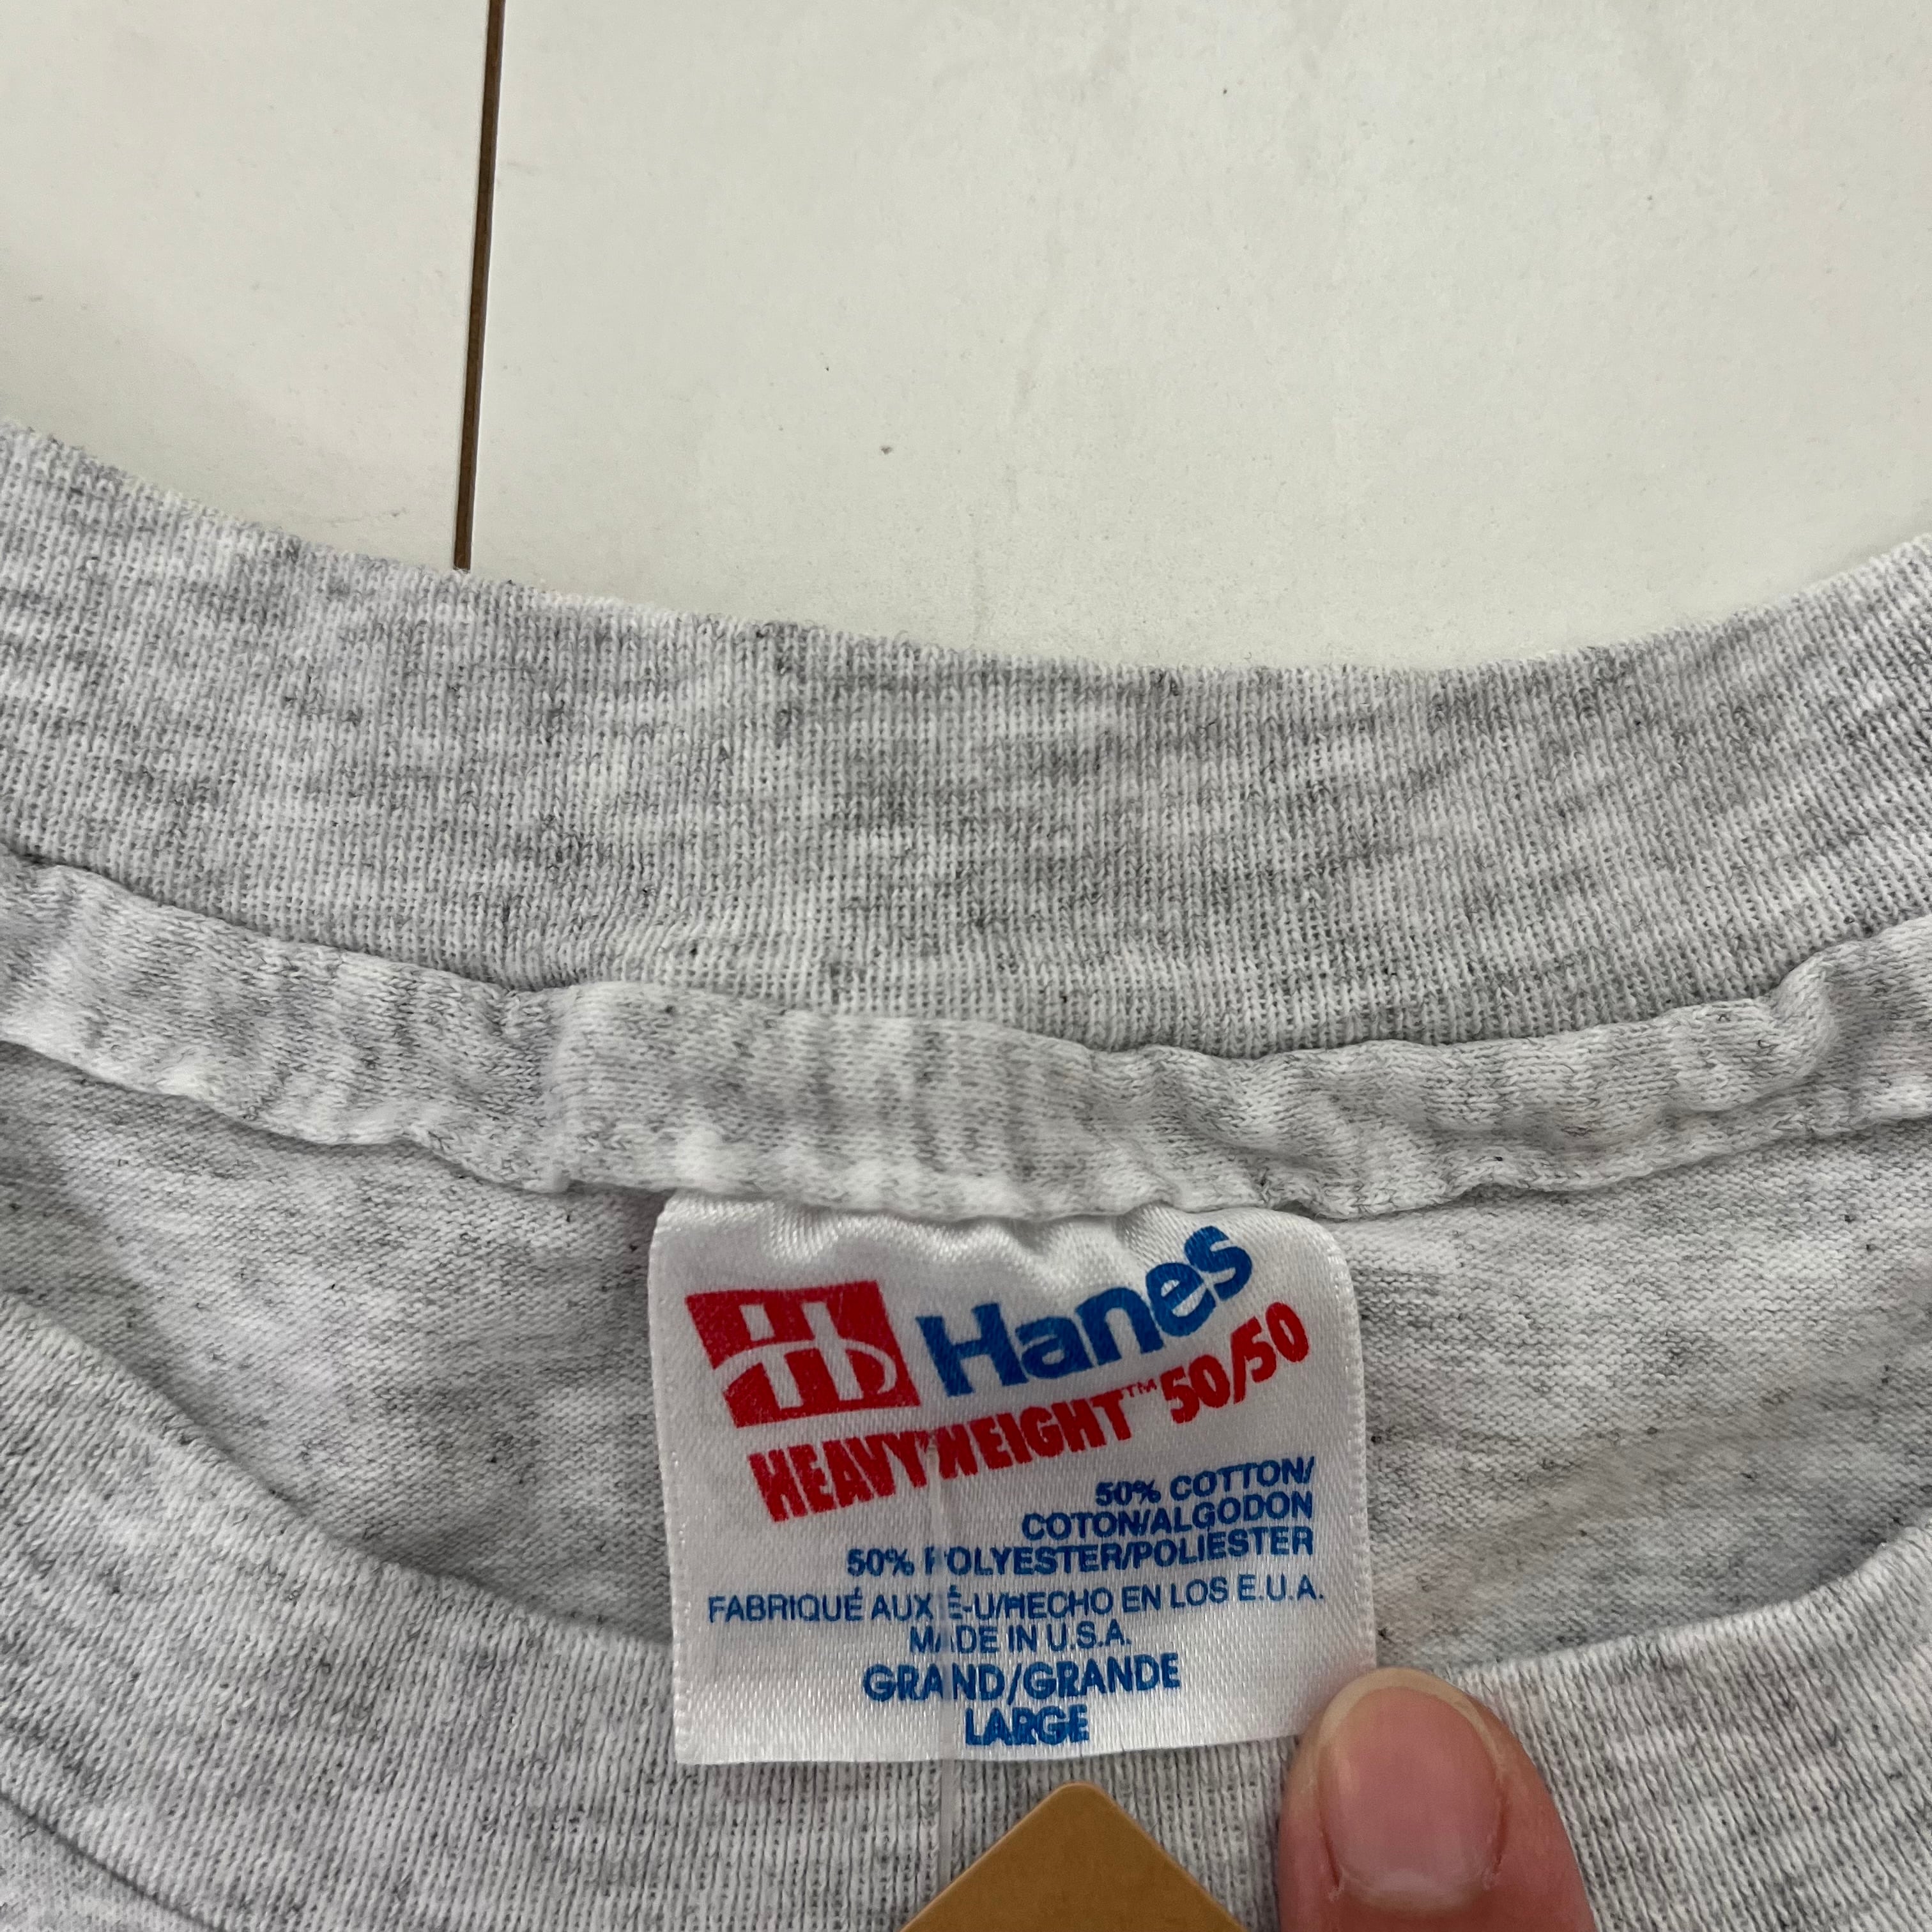 Hanes
HEAVYWEIGHT™ 50/50
50% COTTON/
COTON/ALGODON
50% POLYESTER/POLIESTER
FABRIQUÉ AUX É-U/HECHO EN LOS E.U.A.
MADE IN U.S.A.
GRAND/GRANDE
LARGE